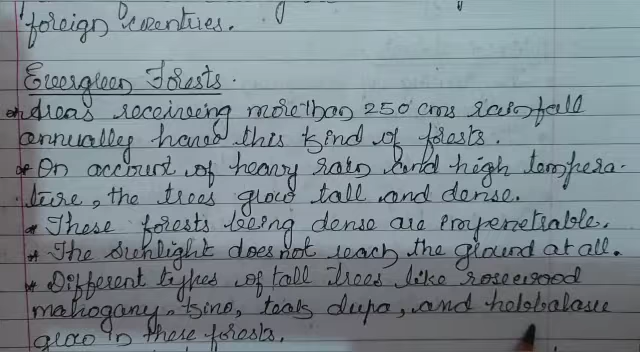 foreign countries.
Evergreen Forests.
* Areas receiving more than 250 cms rainfall
annually have this kind of forests.
* On account of heavy rain and high tempera-
ture, the trees grow tall and dense.
* These forests being dense are impenetrable.
* The sunlight does not reach the ground at all.
* Different types of tall trees like rosewood
mahogany, kino, teak dupa, and
grow in these forests.